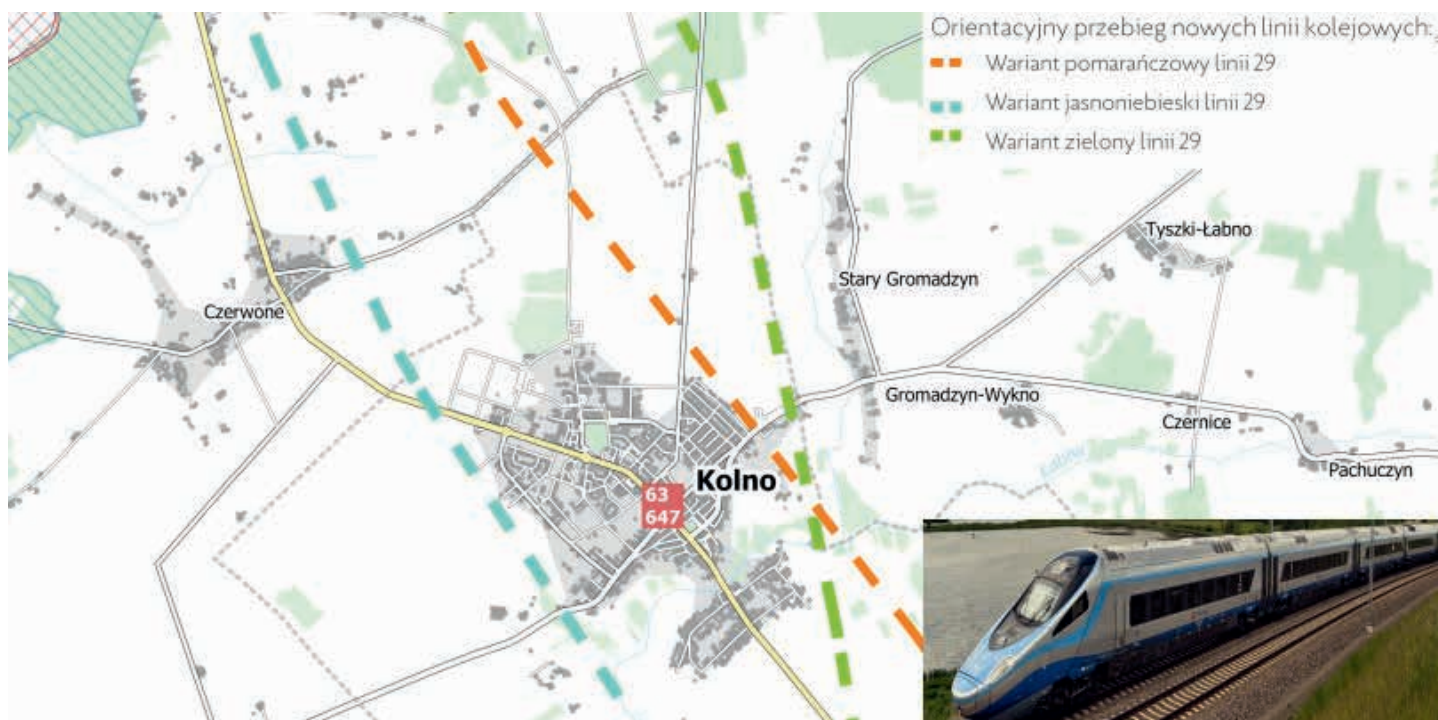 Orientacyjny przebieg nowych linii kolejowych:
Wariant pomarańczowy linii 29
Wariant jasnoniebieski linii 29
Wariant zielony linii 29
Tyszki-Łabno
Stary Gromadzyn
Czerwone
Gromadzyn-Wykno
Czernice
Pachuczyn
Łabna
Kolno
63
647